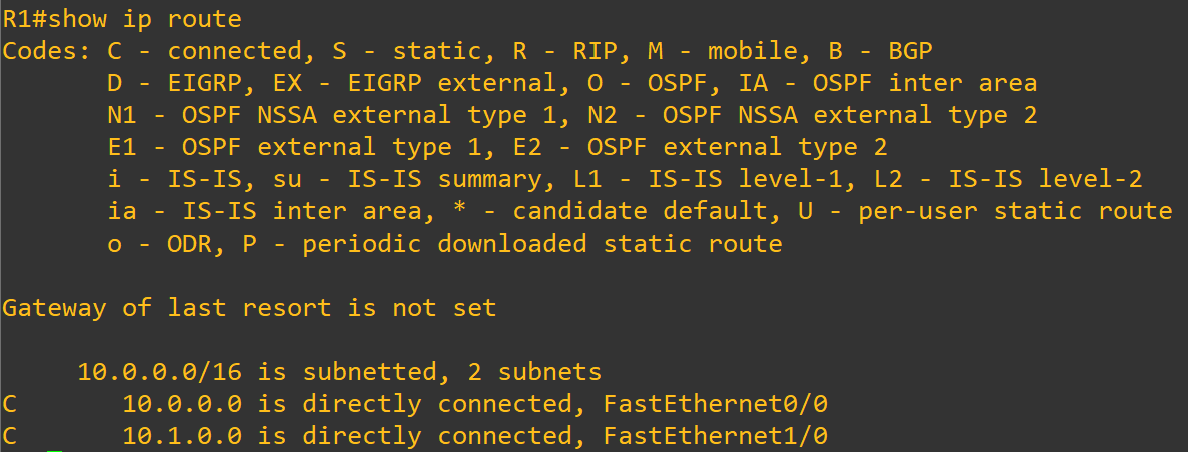 R1#show ip route
Codes: C - connected, S - static, R - RIP, M - mobile, B - BGP
       D - EIGRP, EX - EIGRP external, O - OSPF, IA - OSPF inter area
       N1 - OSPF NSSA external type 1, N2 - OSPF NSSA external type 2
       E1 - OSPF external type 1, E2 - OSPF external type 2
       i - IS-IS, su - IS-IS summary, L1 - IS-IS level-1, L2 - IS-IS level-2
       ia - IS-IS inter area, * - candidate default, U - per-user static route
       o - ODR, P - periodic downloaded static route

Gateway of last resort is not set

     10.0.0.0/16 is subnetted, 2 subnets
C       10.0.0.0 is directly connected, FastEthernet0/0
C       10.1.0.0 is directly connected, FastEthernet1/0